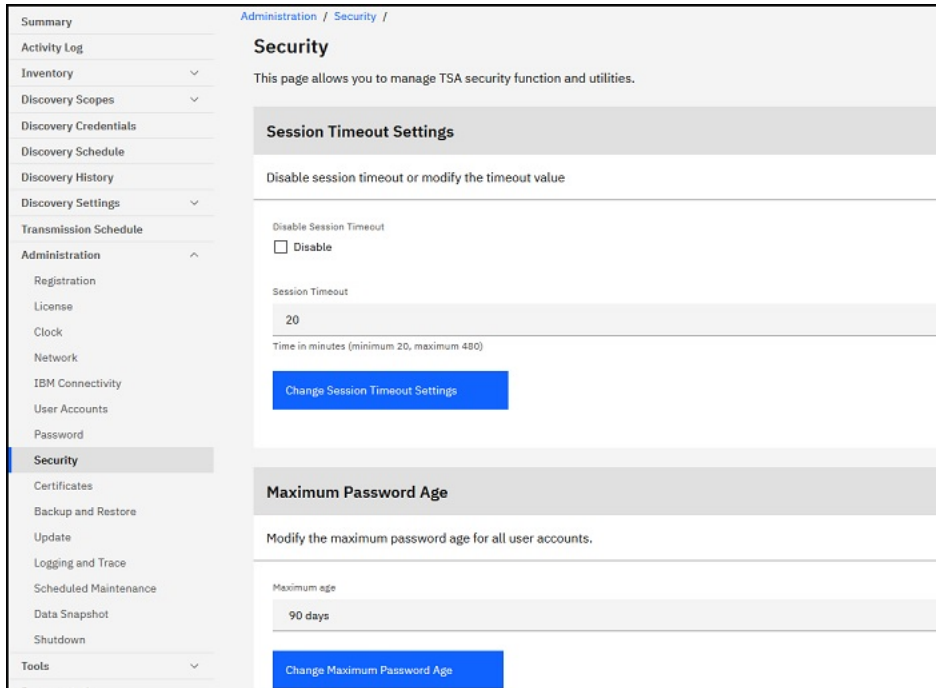 Summary
Activity Log
Inventory
Discovery Scopes
Discovery Credentials
Discovery Schedule
Discovery History
Discovery Settings
Transmission Schedule
Administration
Registration
License
Clock
Network
IBM Connectivity
User Accounts
Password
Security
Certificates
Backup and Restore
Update
Logging and Trace
Scheduled Maintenance
Data Snapshot
Shutdown
Tools
Administration / Security /
Security
This page allows you to manage TSA security function and utilities.
Session Timeout Settings
Disable session timeout or modify the timeout value
Disable Session Timeout
Disable
Session Timeout
20
Time in minutes (minimum 20, maximum 480)
Change Session Timeout Settings
Maximum Password Age
Modify the maximum password age for all user accounts.
Maximum age
90 days
Change Maximum Password Age